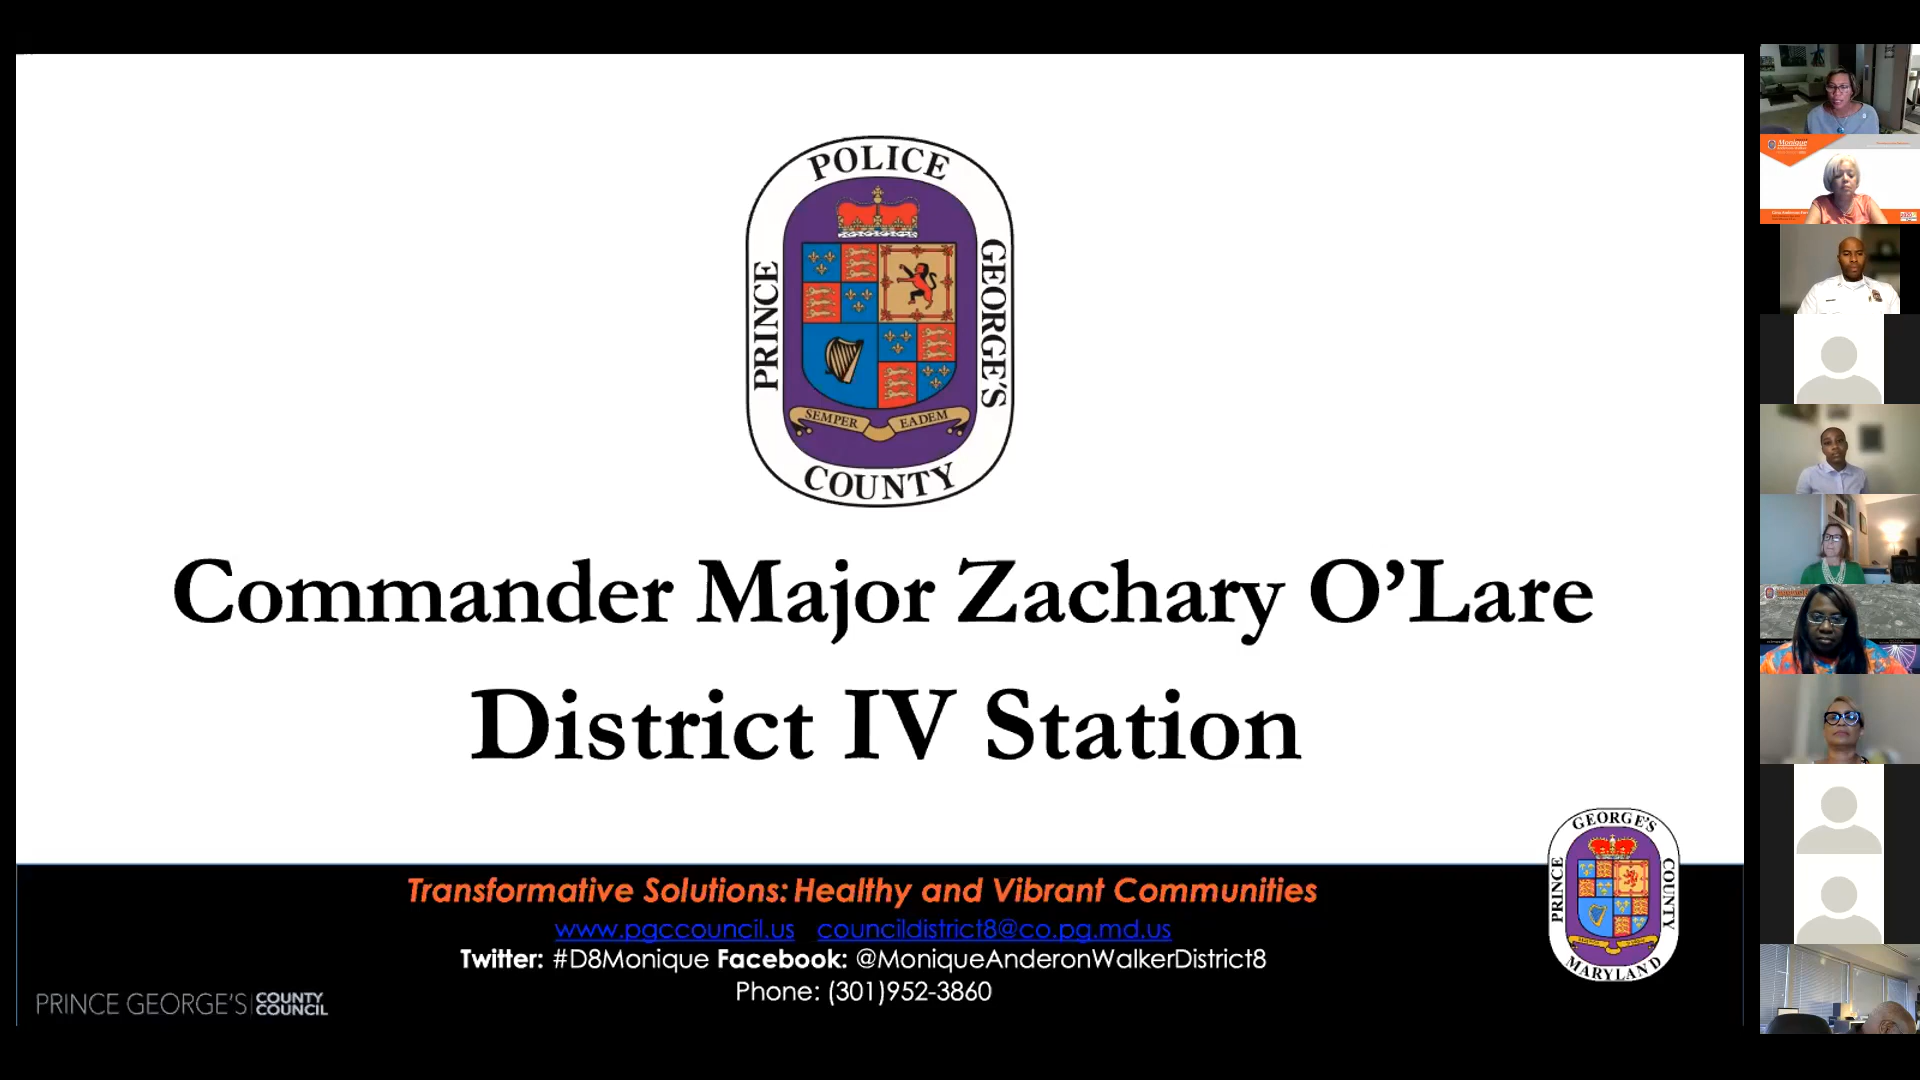 POLICE
PRINCE
GEORGE'S
SEMPER EADEM
COUNTY
Commander Major Zachary O'Lare
District IV Station
Transformative Solutions: Healthy and Vibrant Communities
www.pgccouncil.us councildistrict8@co.pg.md.us
Twitter: #D8Monique Facebook: @MoniqueAnderonWalkerDistrict8
Phone: (301)952-3860
PRINCE GEORGE'S COUNTY COUNCIL
GEORGE'S
PRINCE
COUNTY
MARYLAND
Monique